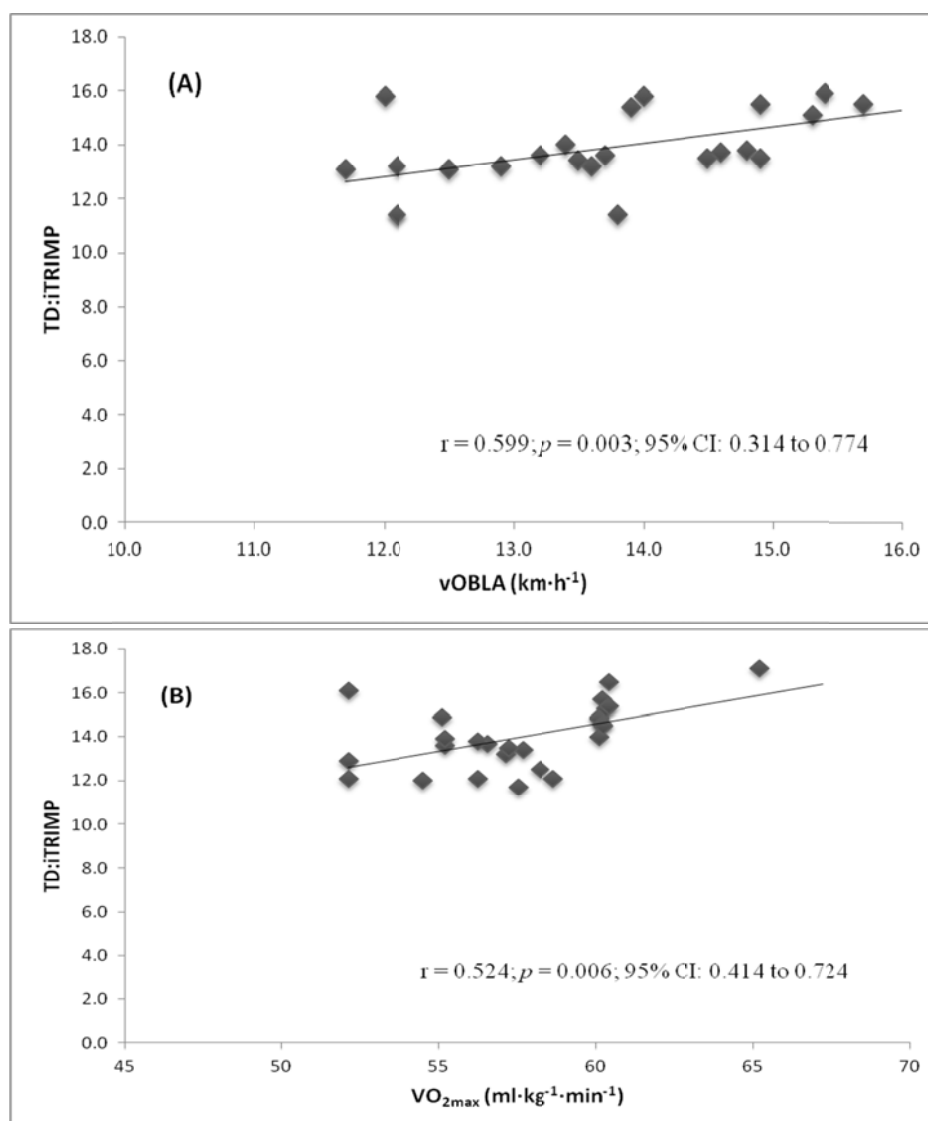 18.0
(A)
16.0
14.0
12.0
10.0
TD:iTRIMP
8.0
6.0
4.0
r = 0.599; p = 0.003; 95% CI: 0.314 to 0.774
2.0
0.0
10.0 11.0 12.0 13.0 14.0 15.0 16.0
vOBLA (km·h⁻¹)
18.0
(B)
16.0
14.0
12.0
10.0
TD:iTRIMP
8.0
6.0
4.0
r = 0.524; p = 0.006; 95% CI: 0.414 to 0.724
2.0
0.0
45 50 55 60 65 70
VO₂max (ml·kg⁻¹·min⁻¹)